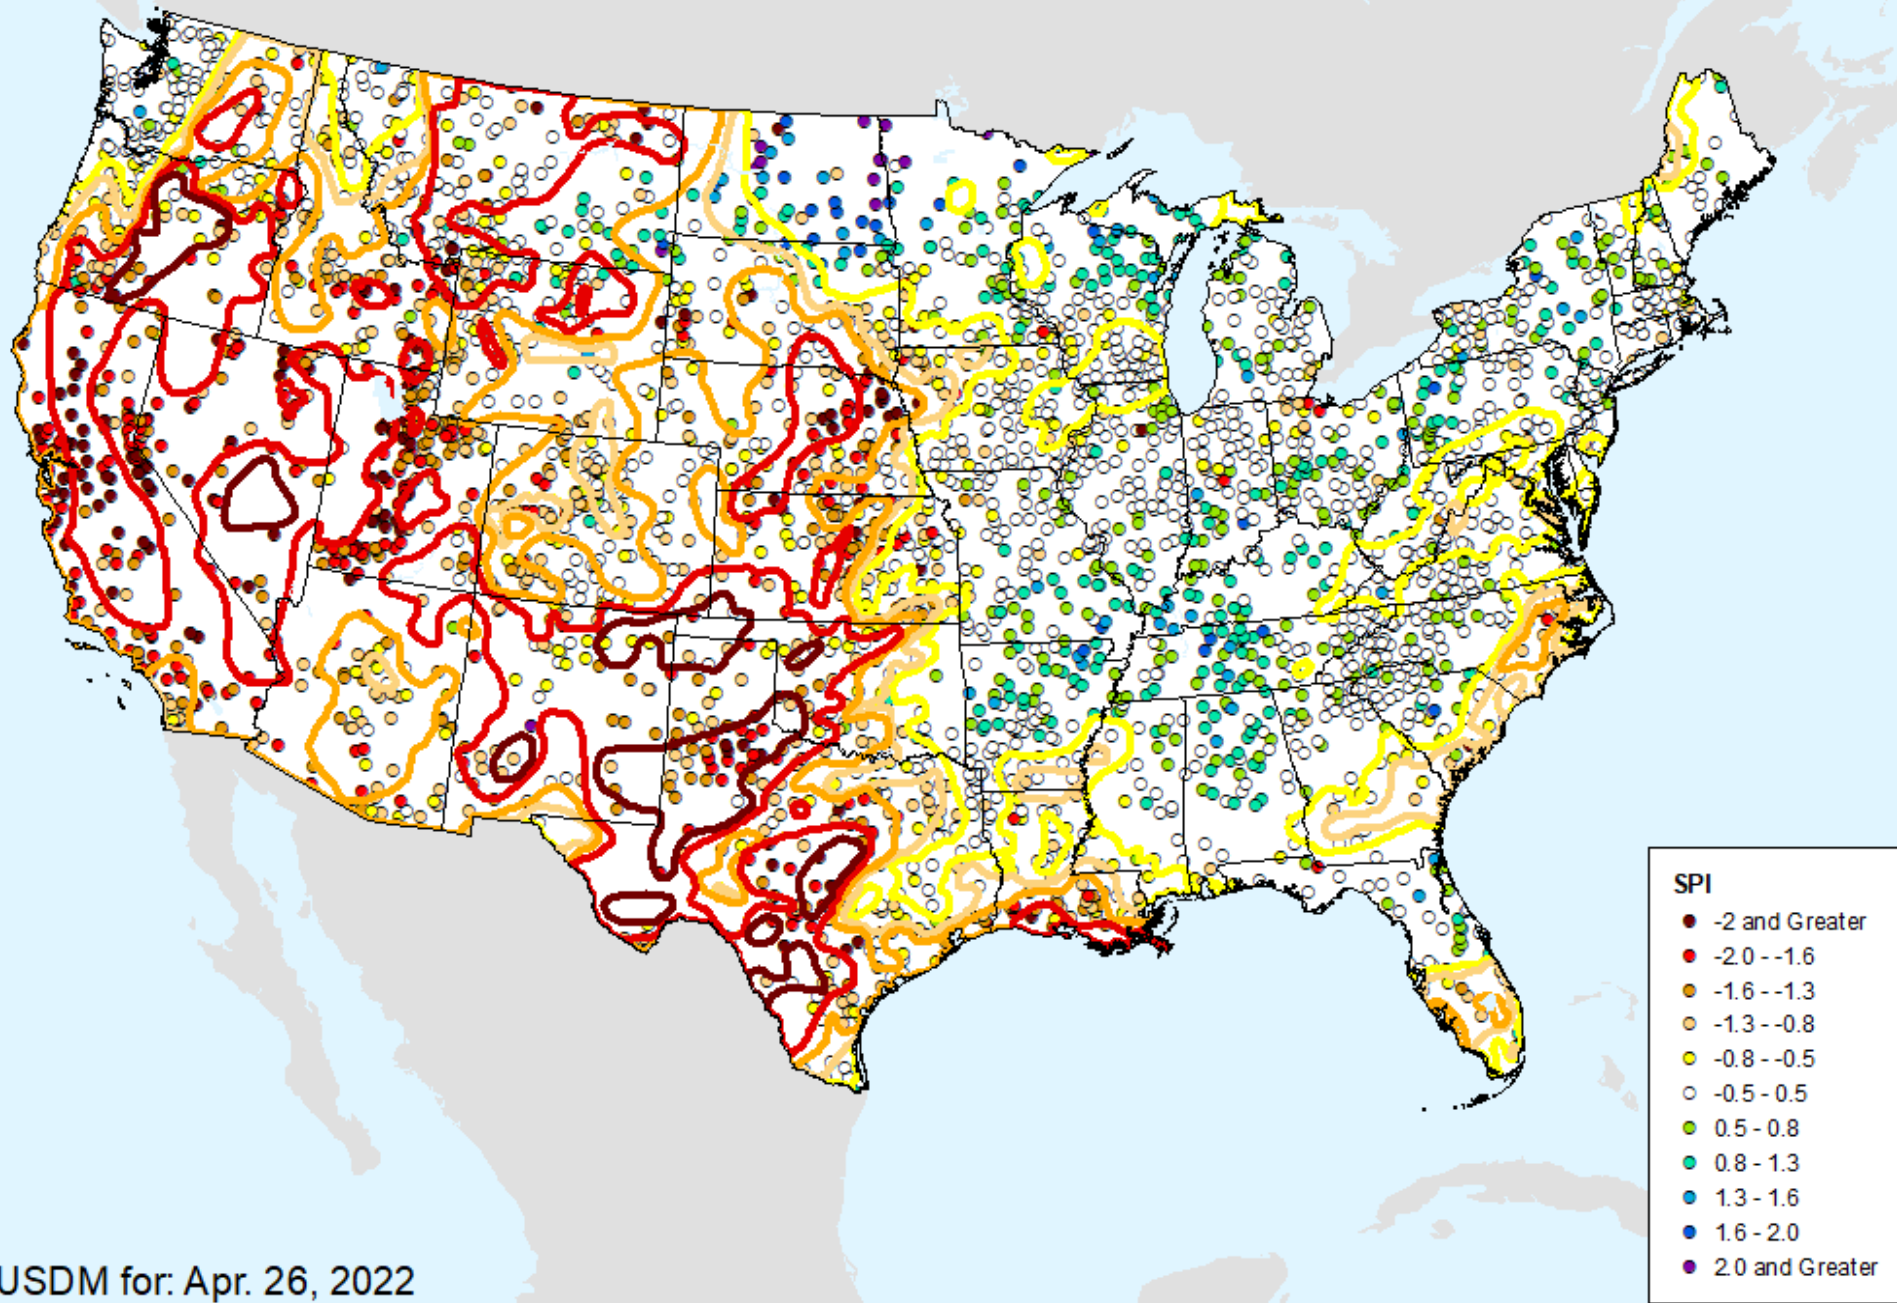 SPI
-2 and Greater
-2.0 - -1.6
-1.6 - -1.3
-1.3 - -0.8
-0.8 - -0.5
-0.5 - 0.5
0.5 - 0.8
0.8 - 1.3
1.3 - 1.6
1.6 - 2.0
2.0 and Greater
USDM for: Apr. 26, 2022